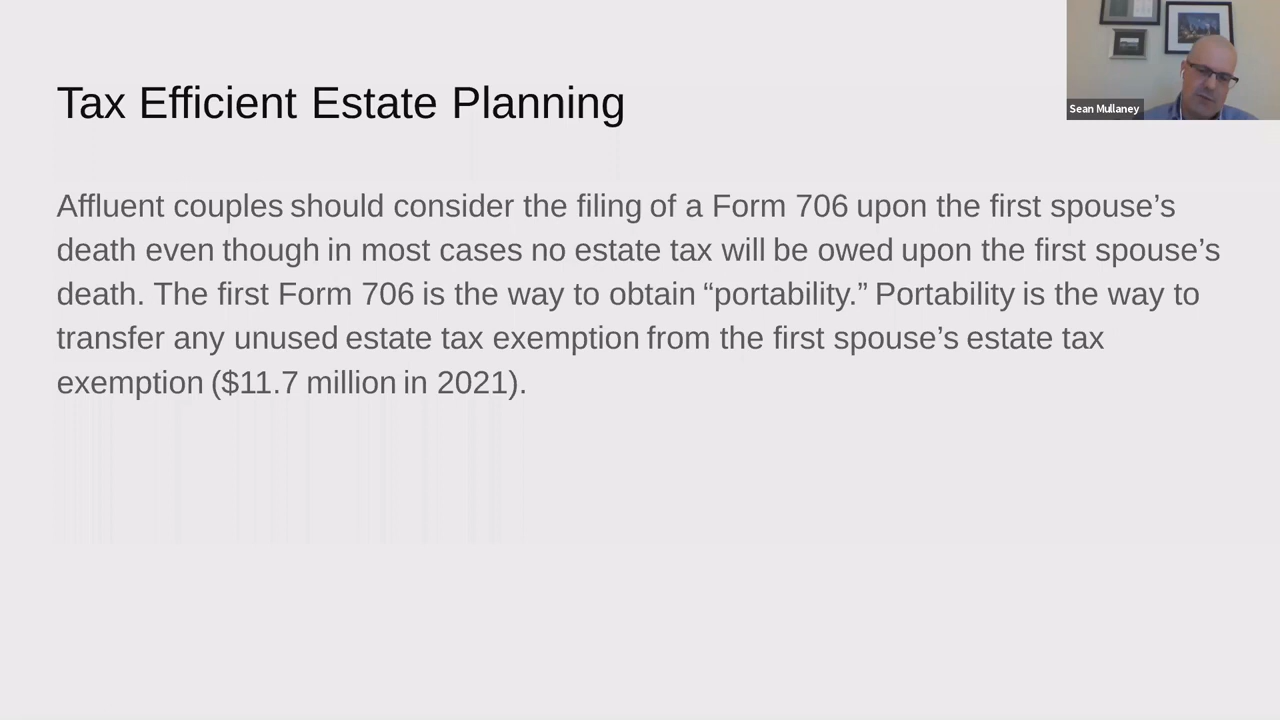 Tax Efficient Estate Planning
Sean Mullaney
Affluent couples should consider the filing of a Form 706 upon the first spouse’s
death even though in most cases no estate tax will be owed upon the first spouse’s
death. The first Form 706 is the way to obtain “portability.” Portability is the way to
transfer any unused estate tax exemption from the first spouse’s estate tax
exemption ($11.7 million in 2021).